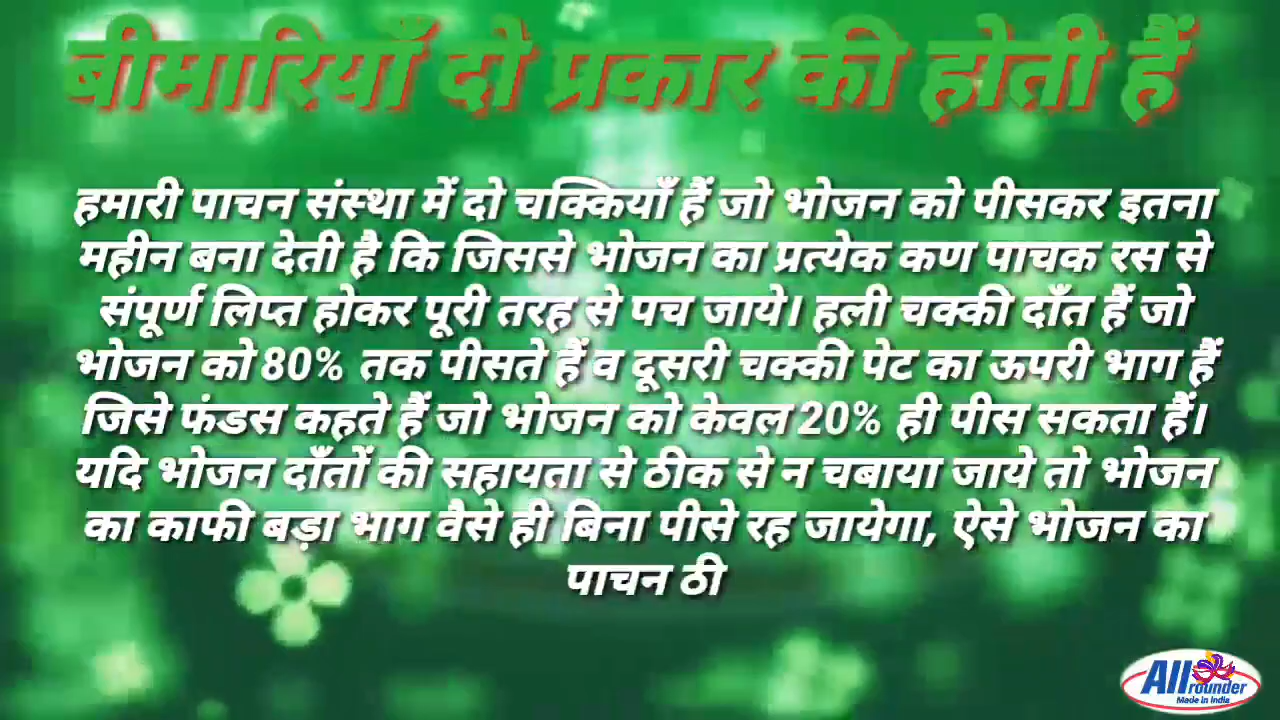 बीमारियाँ दो प्रकार की होती हैं
हमारी पाचन संस्था में दो चक्कियाँ हैं जो भोजन को पीसकर इतना
महीन बना देती है कि जिससे भोजन का प्रत्येक कण पाचक रस से
संपूर्ण लिप्त होकर पूरी तरह से पच जाये। हली चक्की दाँत हैं जो
भोजन को 80% तक पीसते हैं व दूसरी चक्की पेट का ऊपरी भाग हैं
जिसे फंडस कहते हैं जो भोजन को केवल 20% ही पीस सकता हैं।
यदि भोजन दाँतों की सहायता से ठीक से न चबाया जाये तो भोजन
का काफी बड़ा भाग वैसे ही बिना पीसे रह जायेगा, ऐसे भोजन का
पाचन ठी
All rounder
Made in India